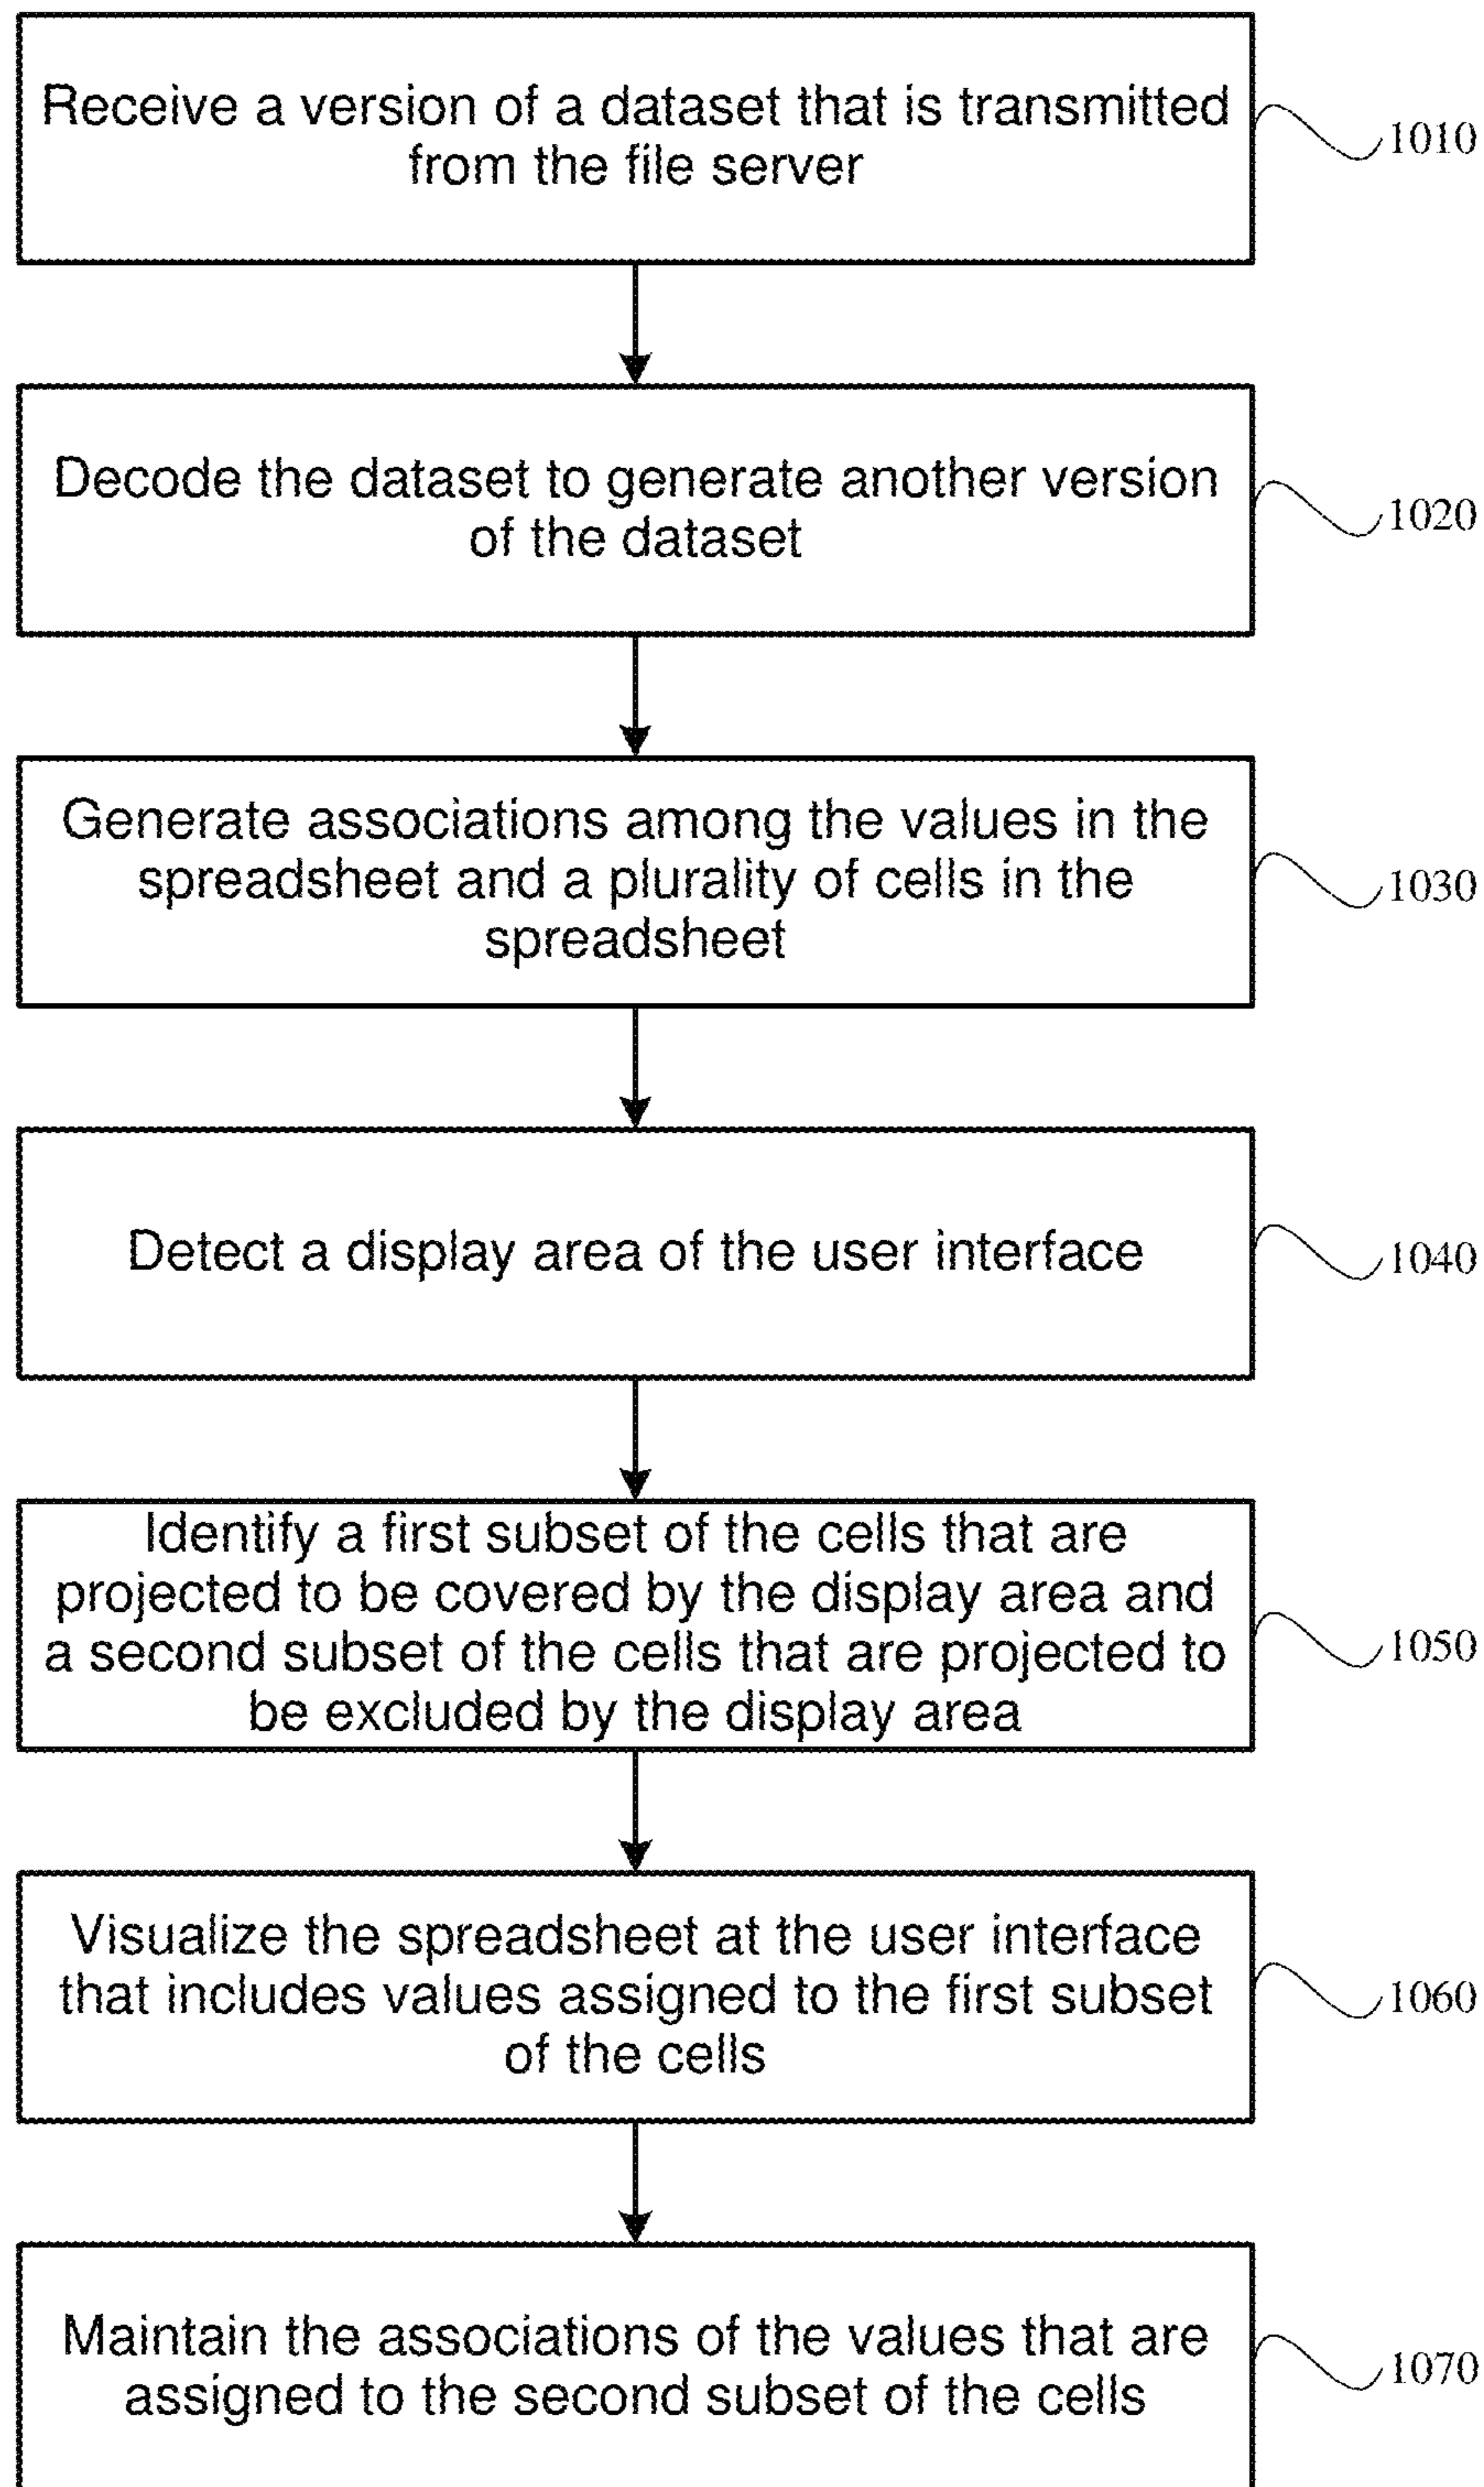 Receive a version of a dataset that is transmitted
from the file server
1010
Decode the dataset to generate another version
of the dataset
1020
Generate associations among the values in the
spreadsheet and a plurality of cells in the
spreadsheet
1030
Detect a display area of the user interface
1040
Identify a first subset of the cells that are
projected to be covered by the display area and
a second subset of the cells that are projected to
be excluded by the display area
1050
Visualize the spreadsheet at the user interface
that includes values assigned to the first subset
of the cells
1060
Maintain the associations of the values that are
assigned to the second subset of the cells
1070